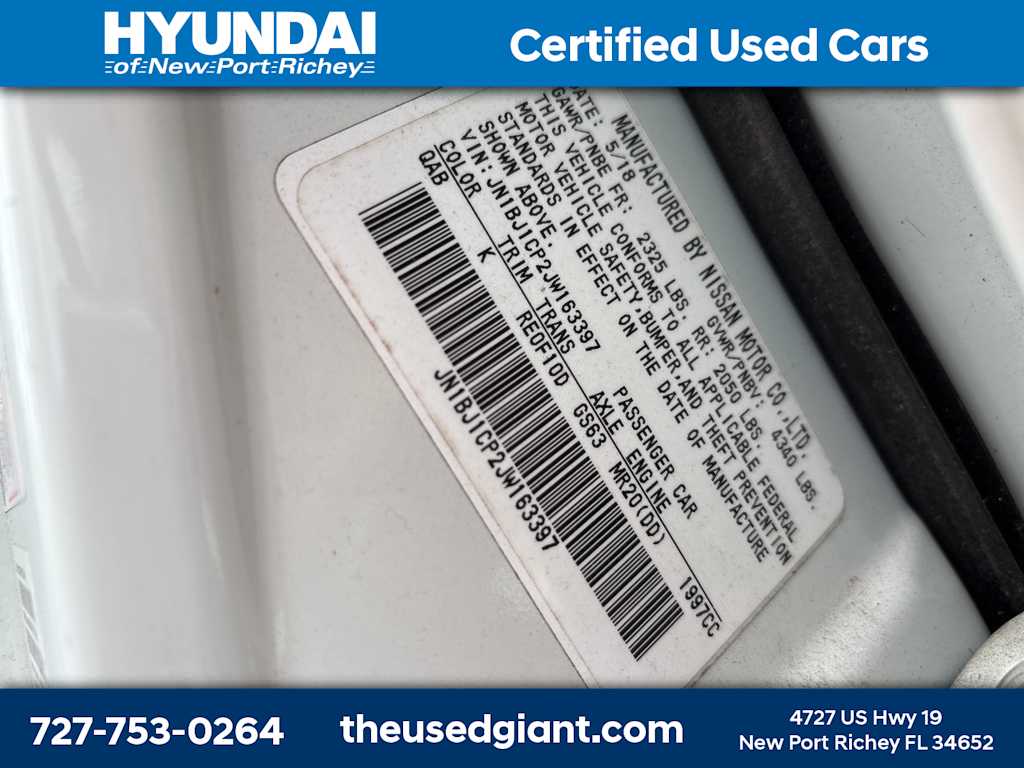 HYUNDAI
of New Port Richey
Certified Used Cars
MANUFACTURED BY NISSAN MOTOR CO.,LTD.
DATE: 5/18 GVWR/PNBV: 4340 LBS.
GAWR/PNBE FR: 2325 LBS. RR: 2050 LBS.
THIS VEHICLE CONFORMS TO ALL APPLICABLE FEDERAL
MOTOR VEHICLE SAFETY,BUMPER,AND THEFT PREVENTION
STANDARDS IN EFFECT ON THE DATE OF MANUFACTURE
SHOWN ABOVE.
VIN:JN1BJ1CP2JW163397 PASSENGER CAR
COLOR TRIM TRANS AXLE ENGINE
QAB K RE0F10D GS63 MR20(DD) 1997CC
JN1BJ1CP2JW163397
727-753-0264
theusedgiant.com
4727 US Hwy 19
New Port Richey FL 34652